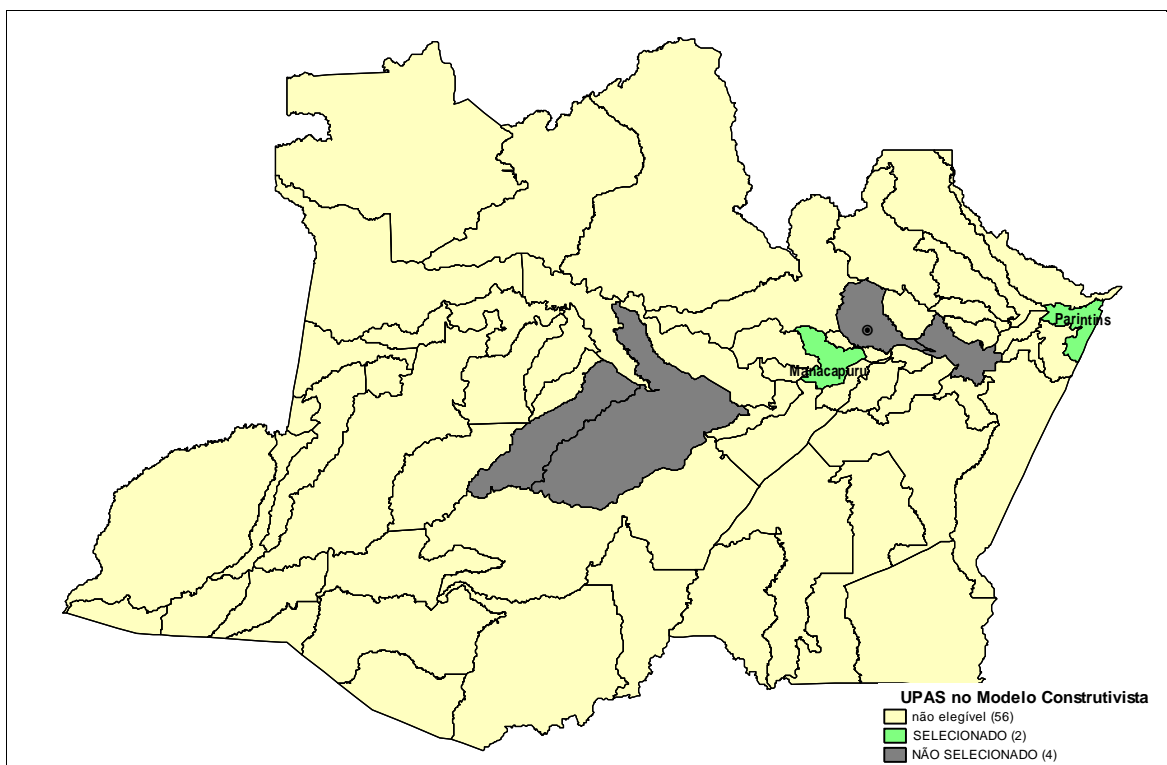 Parintins
Manacapuru
UPAS no Modelo Construtivista
não elegível (56)
SELECIONADO (2)
NÃO SELECIONADO (4)